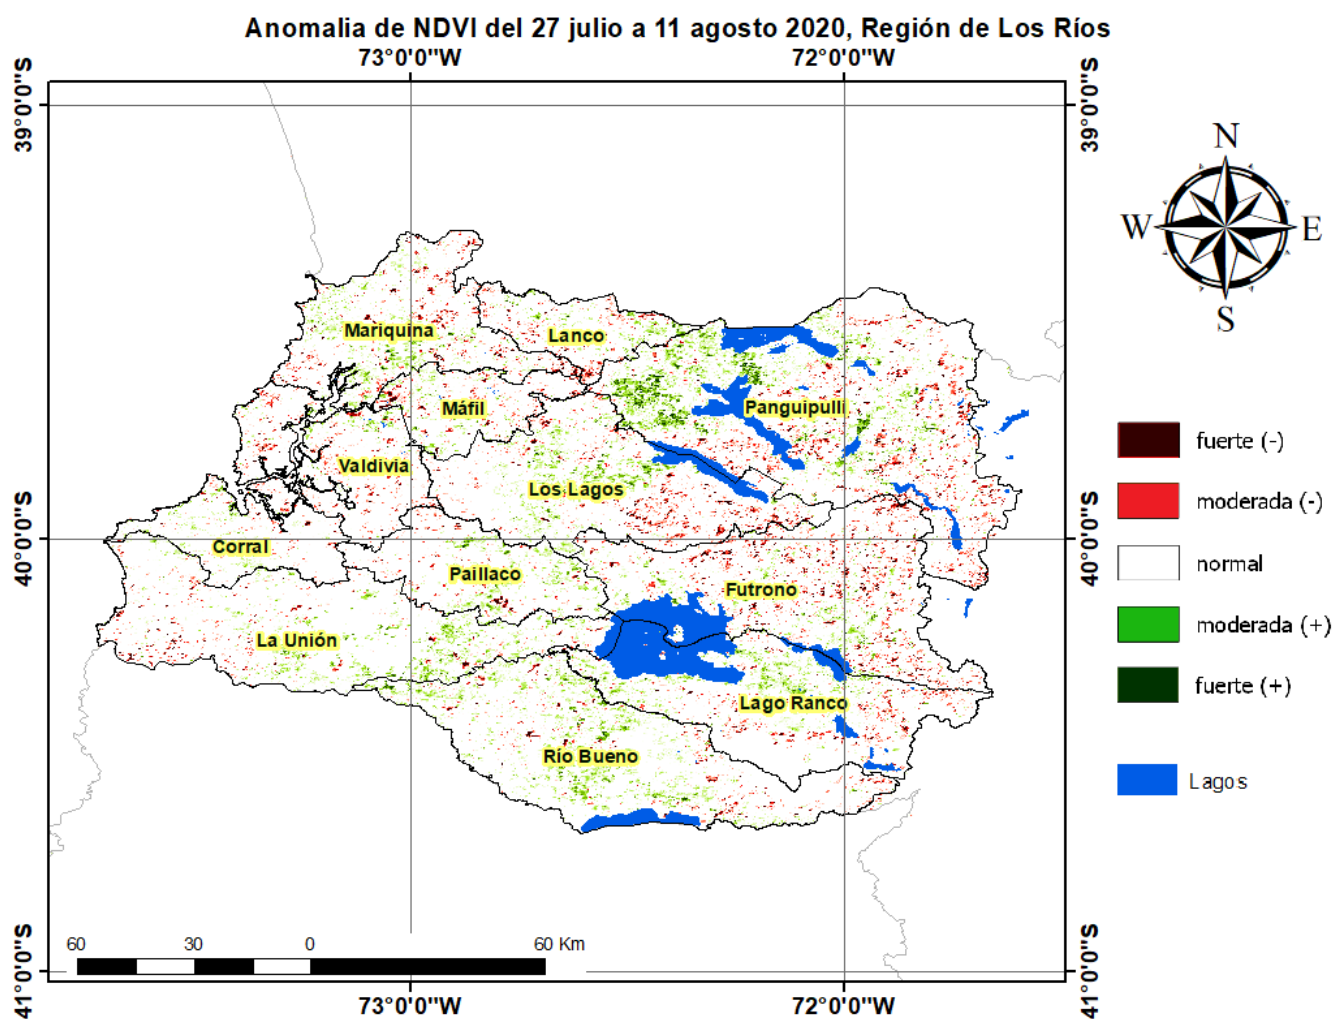 Anomalia de NDVI del 27 julio a 11 agosto 2020, Región de Los Ríos
73°0'0"W
72°0'0"W
39°0'0"S
39°0'0"S
N
W
E
S
Mariquina
Lanco
Máfil
Panguipulli
Valdivia
Los Lagos
fuerte (-)
moderada (-)
normal
moderada (+)
fuerte (+)
Lagos
40°0'0"S
40°0'0"S
Corral
Paillaco
Futrono
La Unión
Lago Ranco
Río Bueno
60
30
0
60 Km
41°0'0"S
41°0'0"S
73°0'0"W
72°0'0"W